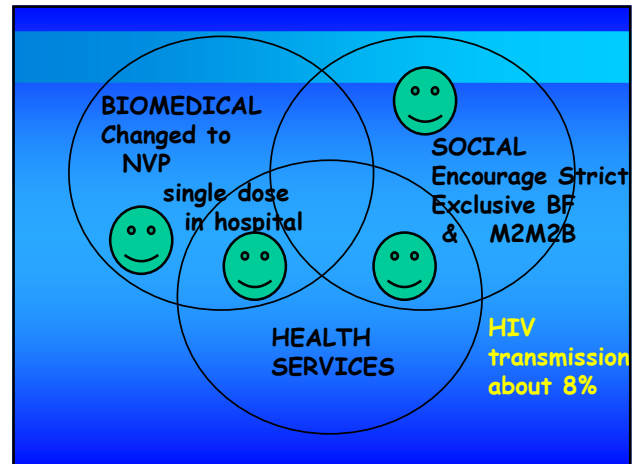 BIOMEDICAL
Changed to
NVP
single dose
in hospital
SOCIAL
Encourage Strict
Exclusive BF
& M2M2B
HEALTH
SERVICES
HIV
transmission
about 8%